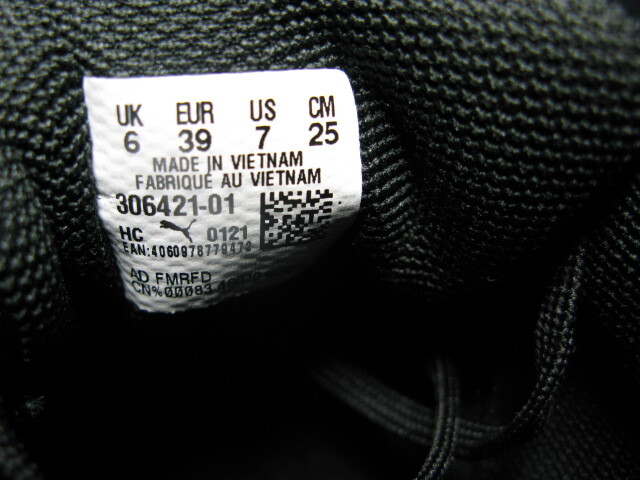 UK EUR US CM
6 39 7 25
MADE IN VIETNAM
FABRIQUÉ AU VIETNAM
306421-01
HC 0121
EAN:4060978779472
AD FMRFD